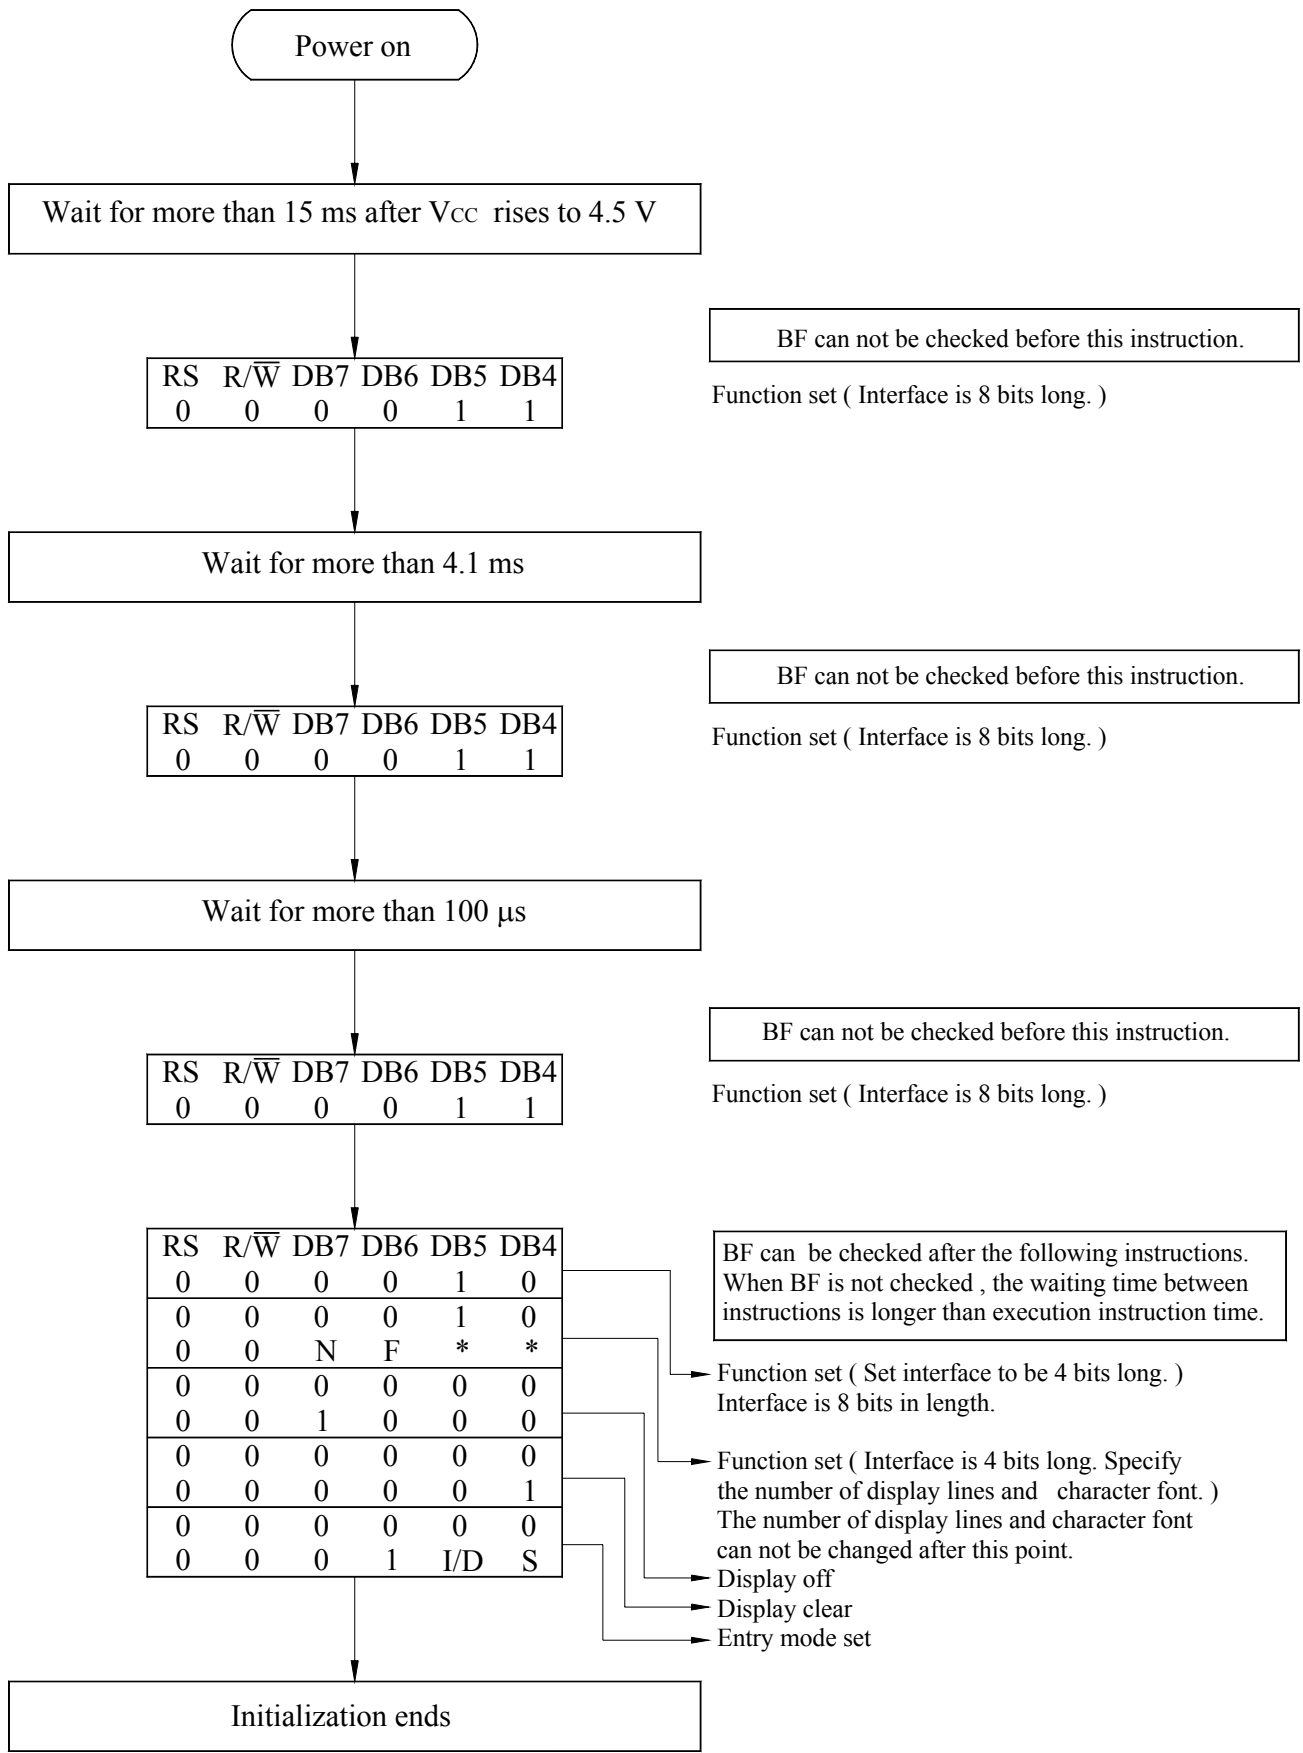 Power on
Wait for more than 15 ms after VCC rises to 4.5 V
BF can not be checked before this instruction.
RS R/W̅ DB7 DB6 DB5 DB4
0 0 0 0 1 1
Function set ( Interface is 8 bits long. )
Wait for more than 4.1 ms
BF can not be checked before this instruction.
RS R/W̅ DB7 DB6 DB5 DB4
0 0 0 0 1 1
Function set ( Interface is 8 bits long. )
Wait for more than 100 μs
BF can not be checked before this instruction.
RS R/W̅ DB7 DB6 DB5 DB4
0 0 0 0 1 1
Function set ( Interface is 8 bits long. )
RS R/W̅ DB7 DB6 DB5 DB4
0 0 0 0 1 0
0 0 0 0 1 0
0 0 N F * *
0 0 0 0 0 0
0 0 1 0 0 0
0 0 0 0 0 0
0 0 0 0 0 1
0 0 0 0 0 0
0 0 0 1 I/D S
BF can be checked after the following instructions.
When BF is not checked , the waiting time between
instructions is longer than execution instruction time.
Function set ( Set interface to be 4 bits long. )
Interface is 8 bits in length.
Function set ( Interface is 4 bits long. Specify
the number of display lines and character font. )
The number of display lines and character font
can not be changed after this point.
Display off
Display clear
Entry mode set
Initialization ends